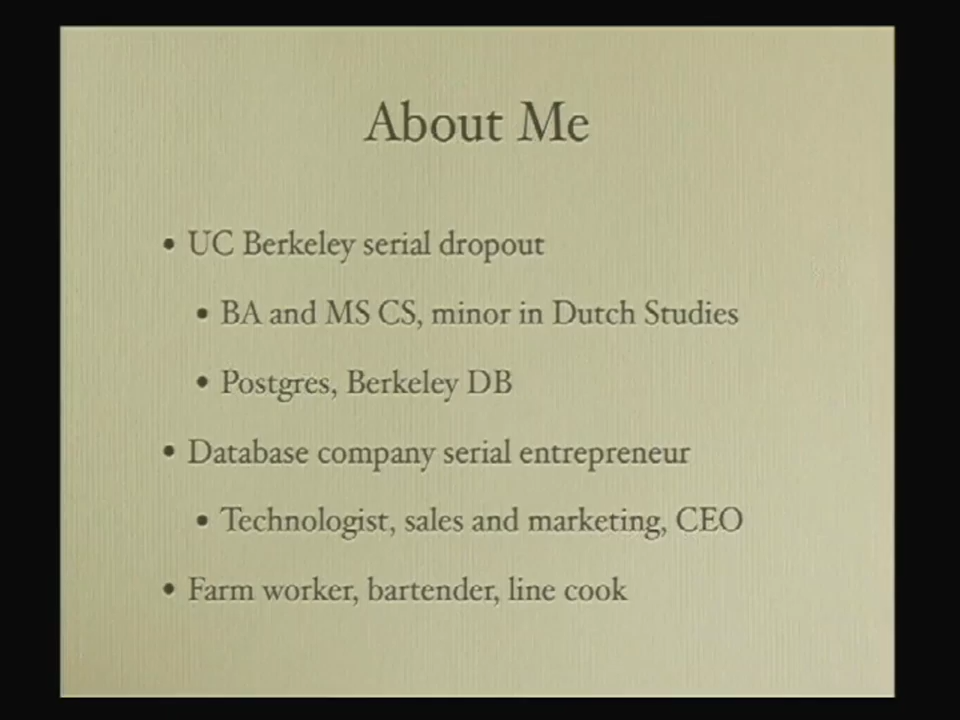 About Me
• UC Berkeley serial dropout
• BA and MS CS, minor in Dutch Studies
• Postgres, Berkeley DB
• Database company serial entrepreneur
• Technologist, sales and marketing, CEO
• Farm worker, bartender, line cook